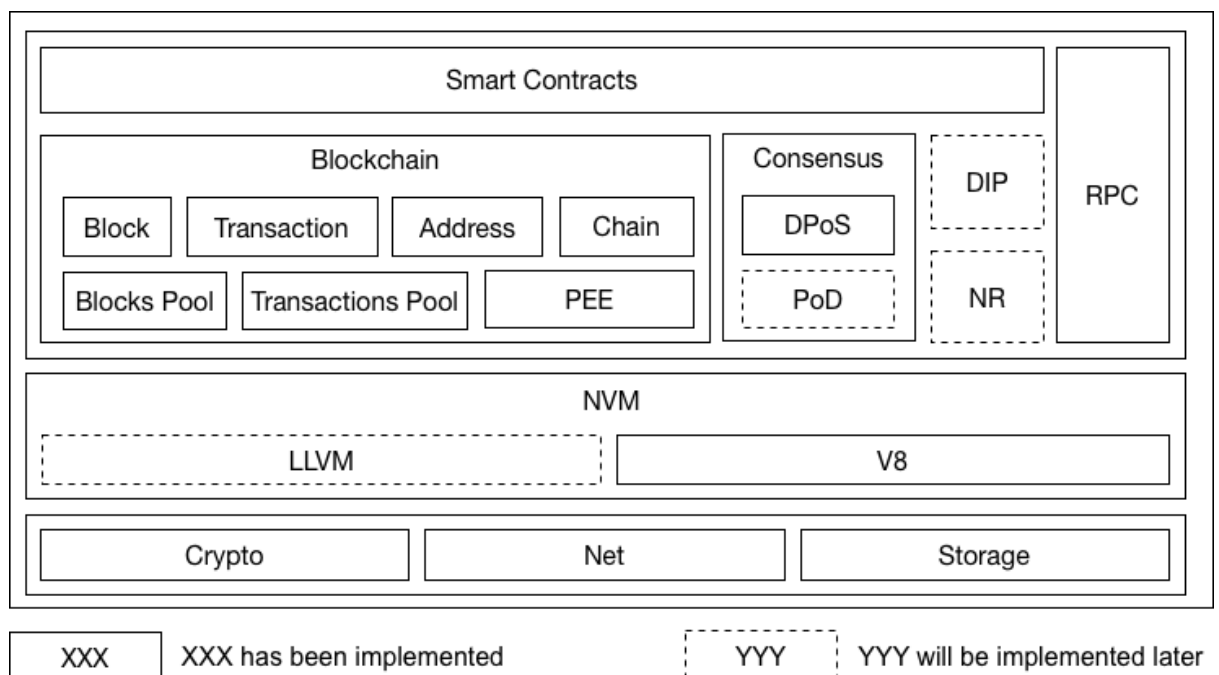 Smart Contracts
RPC
Blockchain
Block
Transaction
Address
Chain
Blocks Pool
Transactions Pool
PEE
Consensus
DPoS
PoD
DIP
NR
NVM
LLVM
V8
Crypto
Net
Storage
XXX
XXX has been implemented
YYY
YYY will be implemented later